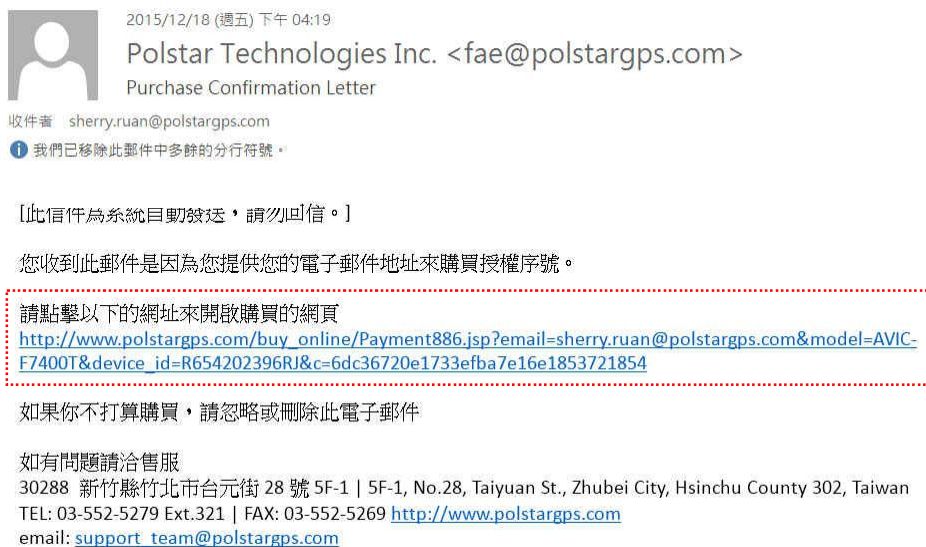 2015/12/18 (週五) 下午 04:19
Polstar Technologies Inc. <fae@polstargps.com>
Purchase Confirmation Letter
收件者 sherry.ruan@polstargps.com
我們已移除此郵件中多餘的分行符號。
[此信件為系統自動發送，請勿回信。]
您收到此郵件是因為您提供您的電子郵件地址來購買授權序號。
請點擊以下的網址來開啟購買的網頁
http://www.polstargps.com/buy_online/Payment886.jsp?email=sherry.ruan@polstargps.com&model=AVIC-
F7400T&device_id=R654202396RJ&c=6dc36720e1733efba7e16e1853721854
如果你不打算購買，請忽略或刪除此電子郵件
如有問題請洽售服
30288 新竹縣竹北市台元街 28 號 5F-1 | 5F-1, No.28, Taiyuan St., Zhubei City, Hsinchu County 302, Taiwan
TEL: 03-552-5279 Ext.321 | FAX: 03-552-5269 http://www.polstargps.com
email: support_team@polstargps.com